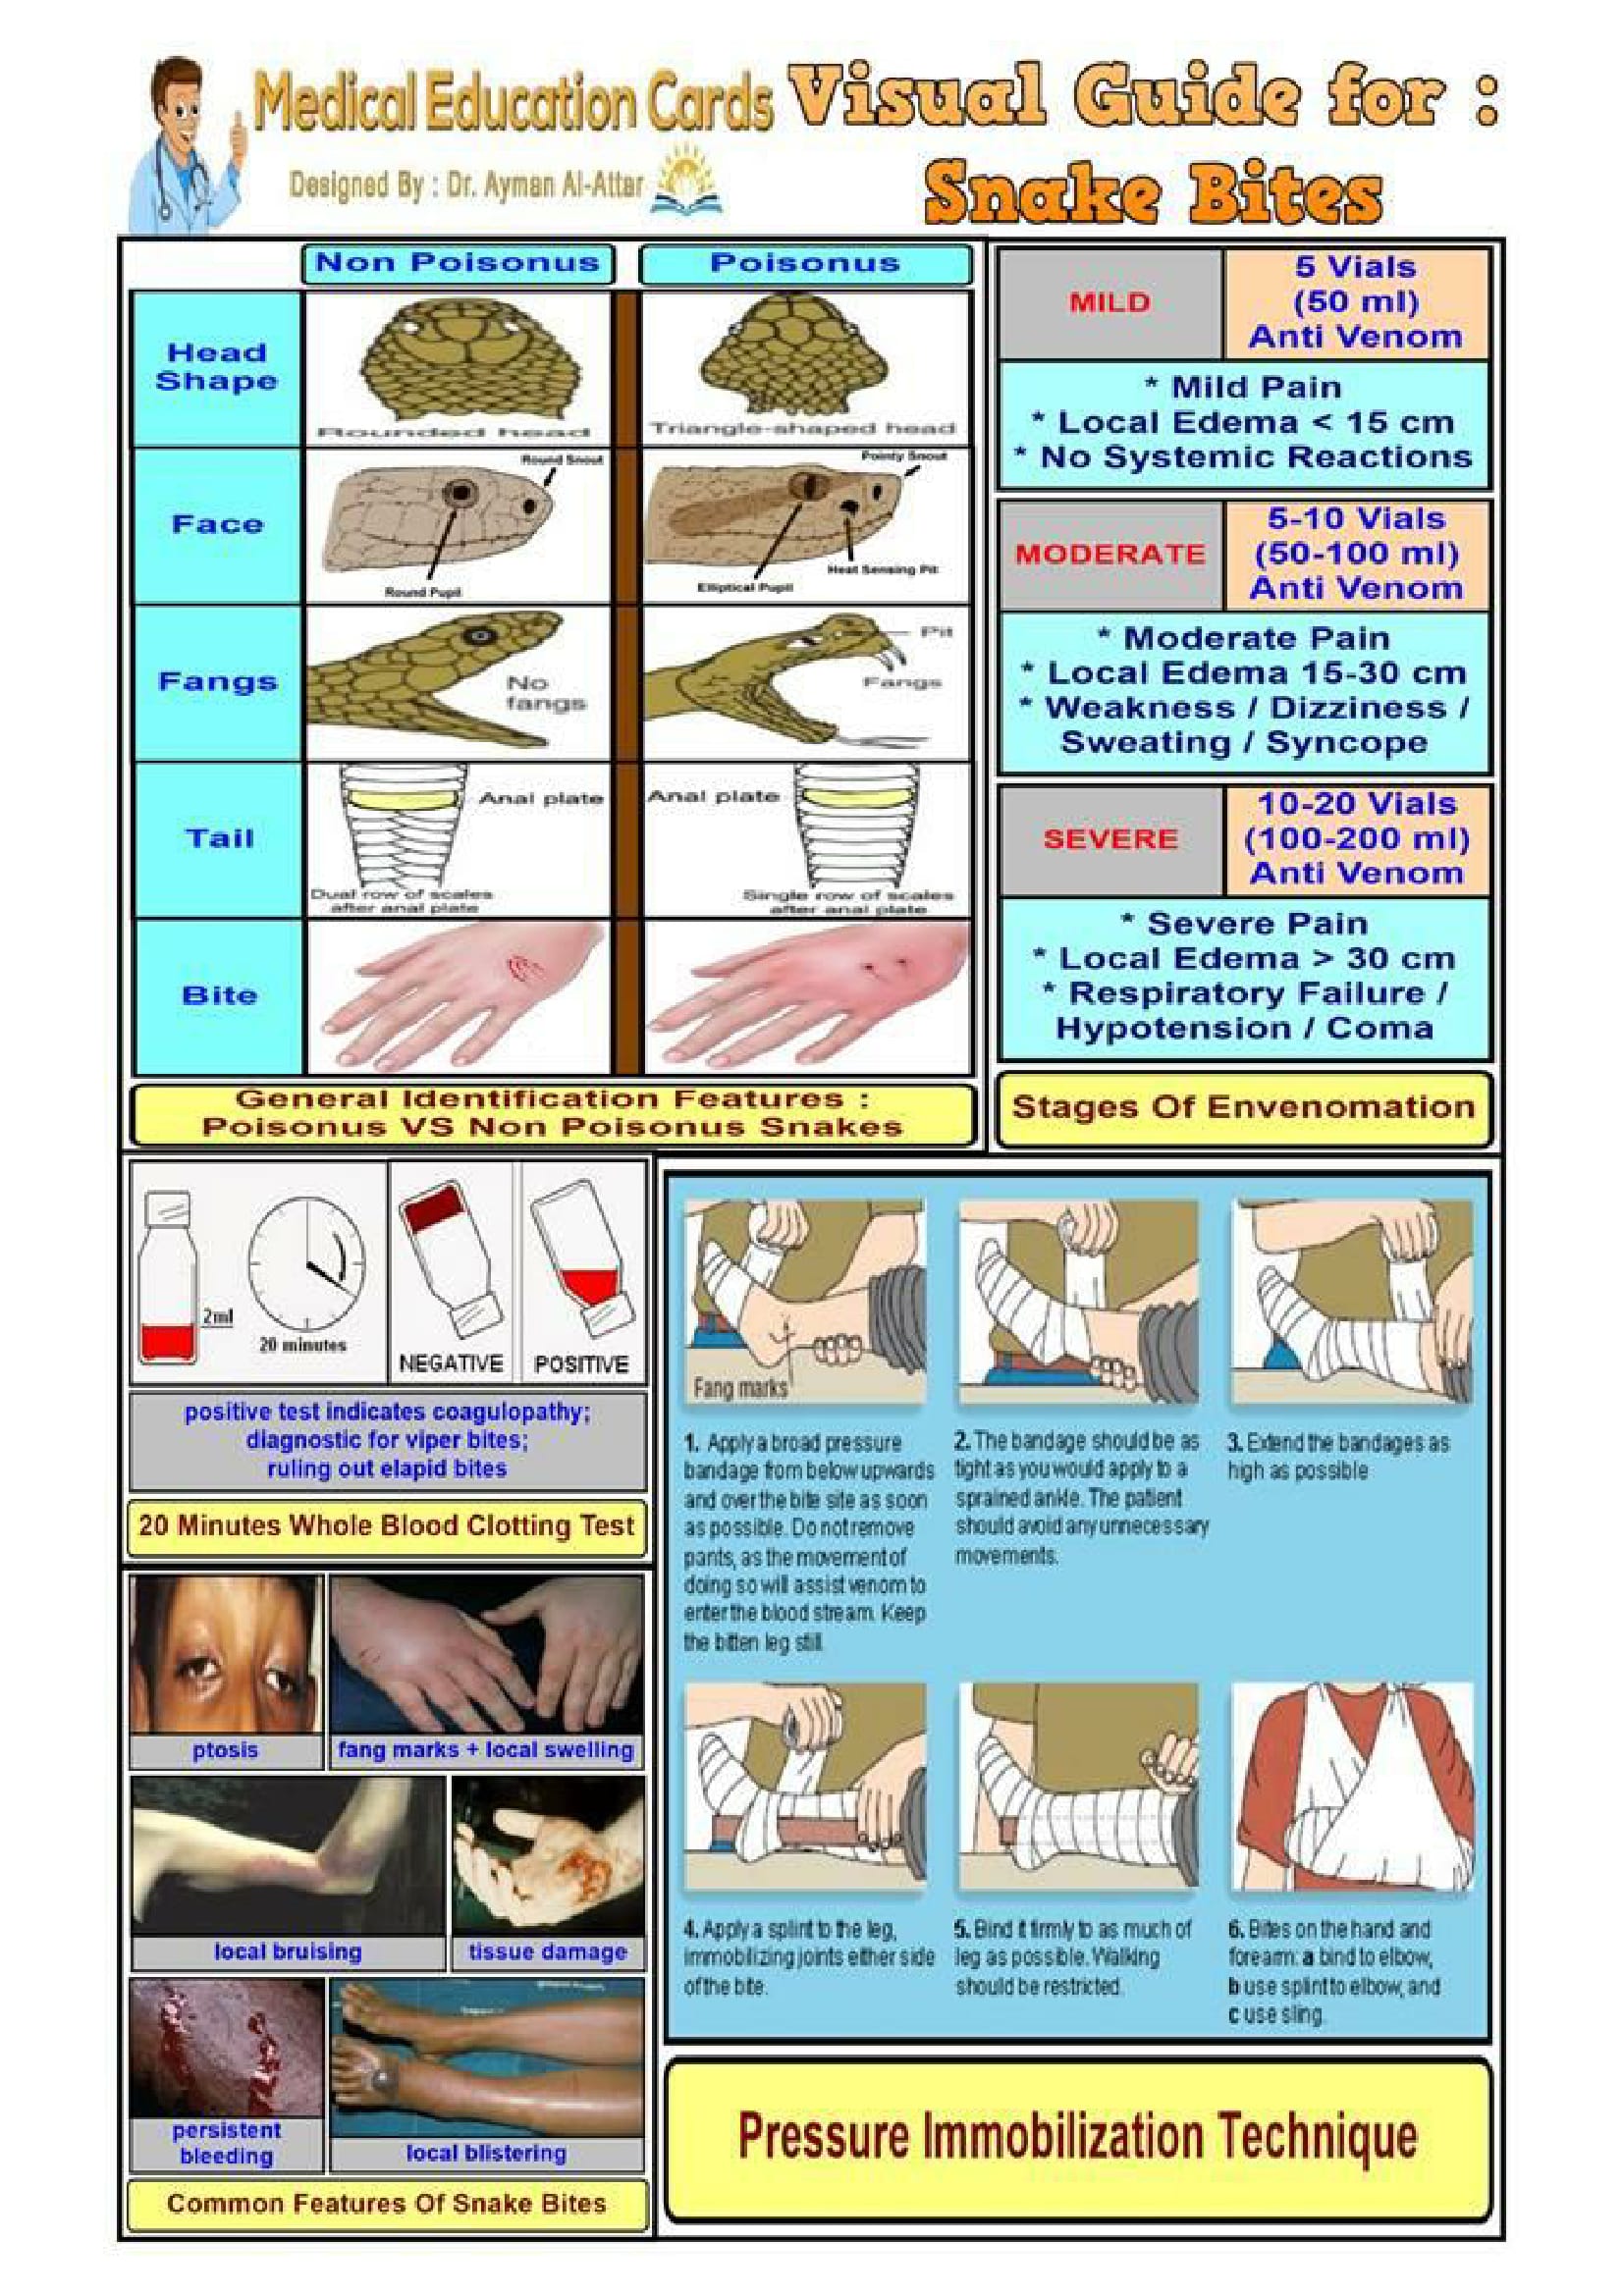 Medical Education Cards
Designed By : Dr. Ayman Al-Attar
Visual Guide for :
Snake Bites
Non Poisonus
Poisonus
Head
Shape
Rounded head
Triangle-shaped head
Face
Round Snout
Round Pupil
Pointy Snout
Heat Sensing Pit
Elliptical Pupil
Fangs
No
fangs
Pit
Fangs
Tail
Anal plate
Dual row of scales
after anal plate
Anal plate
Single row of scales
after anal plate
Bite
General Identification Features :
Poisonus VS Non Poisonus Snakes
MILD
5 Vials
(50 ml)
Anti Venom
* Mild Pain
* Local Edema < 15 cm
* No Systemic Reactions
MODERATE
5-10 Vials
(50-100 ml)
Anti Venom
* Moderate Pain
* Local Edema 15-30 cm
* Weakness / Dizziness /
Sweating / Syncope
SEVERE
10-20 Vials
(100-200 ml)
Anti Venom
* Severe Pain
* Local Edema > 30 cm
* Respiratory Failure /
Hypotension / Coma
Stages Of Envenomation
2ml
20 minutes
NEGATIVE
POSITIVE
positive test indicates coagulopathy;
diagnostic for viper bites;
ruling out elapid bites
20 Minutes Whole Blood Clotting Test
ptosis
fang marks + local swelling
local bruising
tissue damage
persistent
bleeding
local blistering
Common Features Of Snake Bites
Fang marks
1. Apply a broad pressure
bandage from below upwards
and over the bite site as soon
as possible. Do not remove
pants, as the movement of
doing so will assist venom to
enter the blood stream. Keep
the bitten leg still.
2. The bandage should be as
tight as you would apply to a
sprained ankle. The patient
should avoid any unnecessary
movements.
3. Extend the bandages as
high as possible
4. Apply a splint to the leg,
immobilizing joints either side
of the bite.
5. Bind it firmly to as much of
leg as possible. Walking
should be restricted.
6. Bites on the hand and
forearm: a bind to elbow,
b use splint to elbow, and
c use sling.
Pressure Immobilization Technique